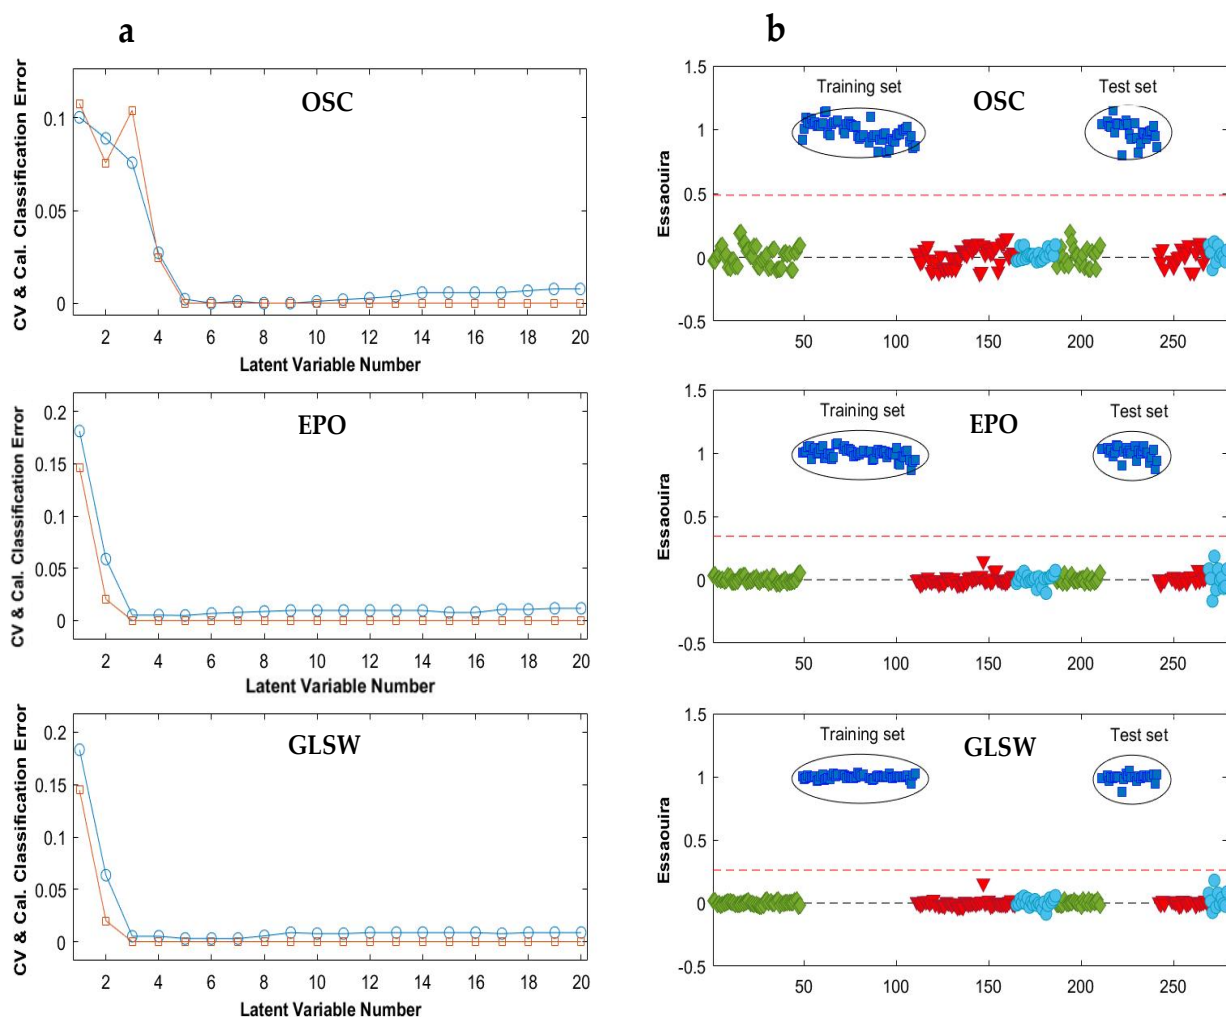 a
OSC
CV & Cal. Classification Error
0.1
0.05
0
2 4 6 8 10 12 14 16 18 20
Latent Variable Number
EPO
CV & Cal. Classification Error
0.2
0.15
0.1
0.05
0
2 4 6 8 10 12 14 16 18 20
Latent Variable Number
GLSW
CV & Cal. Classification Error
0.2
0.15
0.1
0.05
0
2 4 6 8 10 12 14 16 18 20
Latent Variable Number
b
Training set
OSC
Test set
Essaouira
1.5
1
0.5
0
-0.5
50 100 150 200 250
Training set
EPO
Test set
Essaouira
1.5
1
0.5
0
-0.5
50 100 150 200 250
Training set
GLSW
Test set
Essaouira
1.5
1
0.5
0
-0.5
50 100 150 200 250